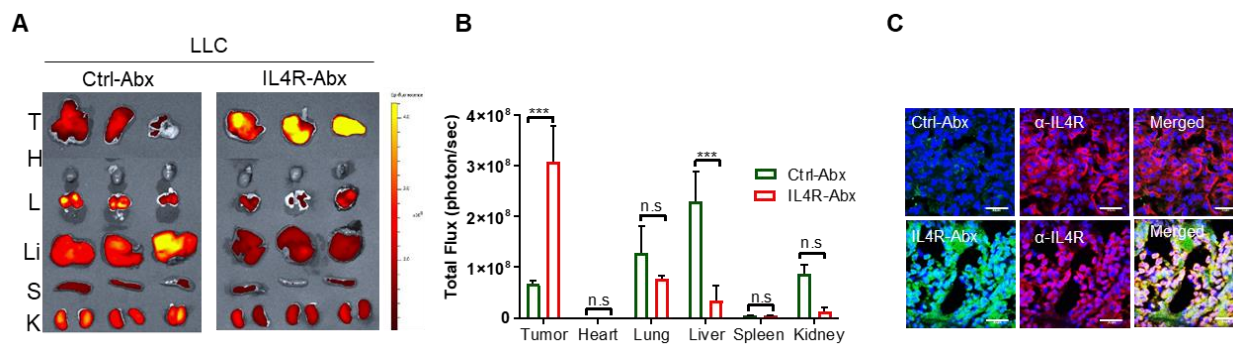 A
LLC
Ctrl-Abx
IL4R-Abx
T
H
L
Li
S
K
B
Total Flux (photon/sec)
4×10⁸
3×10⁸
2×10⁸
1×10⁸
0
***
n.s
n.s
***
n.s
n.s
Ctrl-Abx
IL4R-Abx
Tumor
Heart
Lung
Liver
Spleen
Kidney
C
Ctrl-Abx
α-IL4R
Merged
IL4R-Abx
α-IL4R
Merged